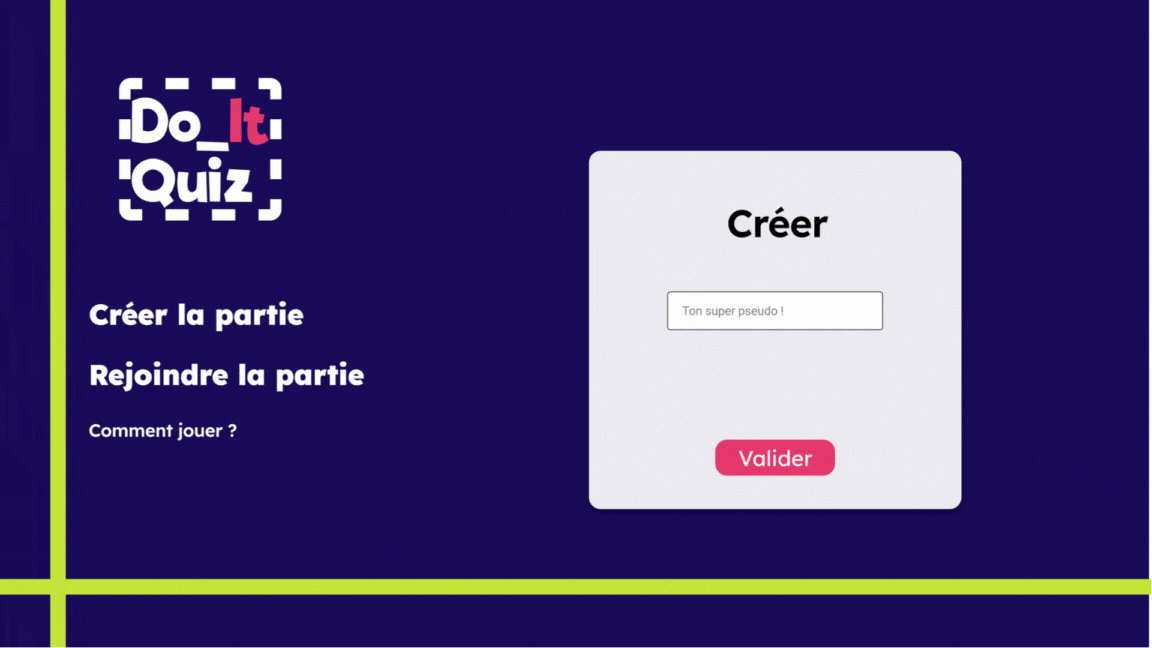 Do_It
Quiz
Créer la partie
Rejoindre la partie
Comment jouer ?
Créer
Ton super pseudo !
Valider